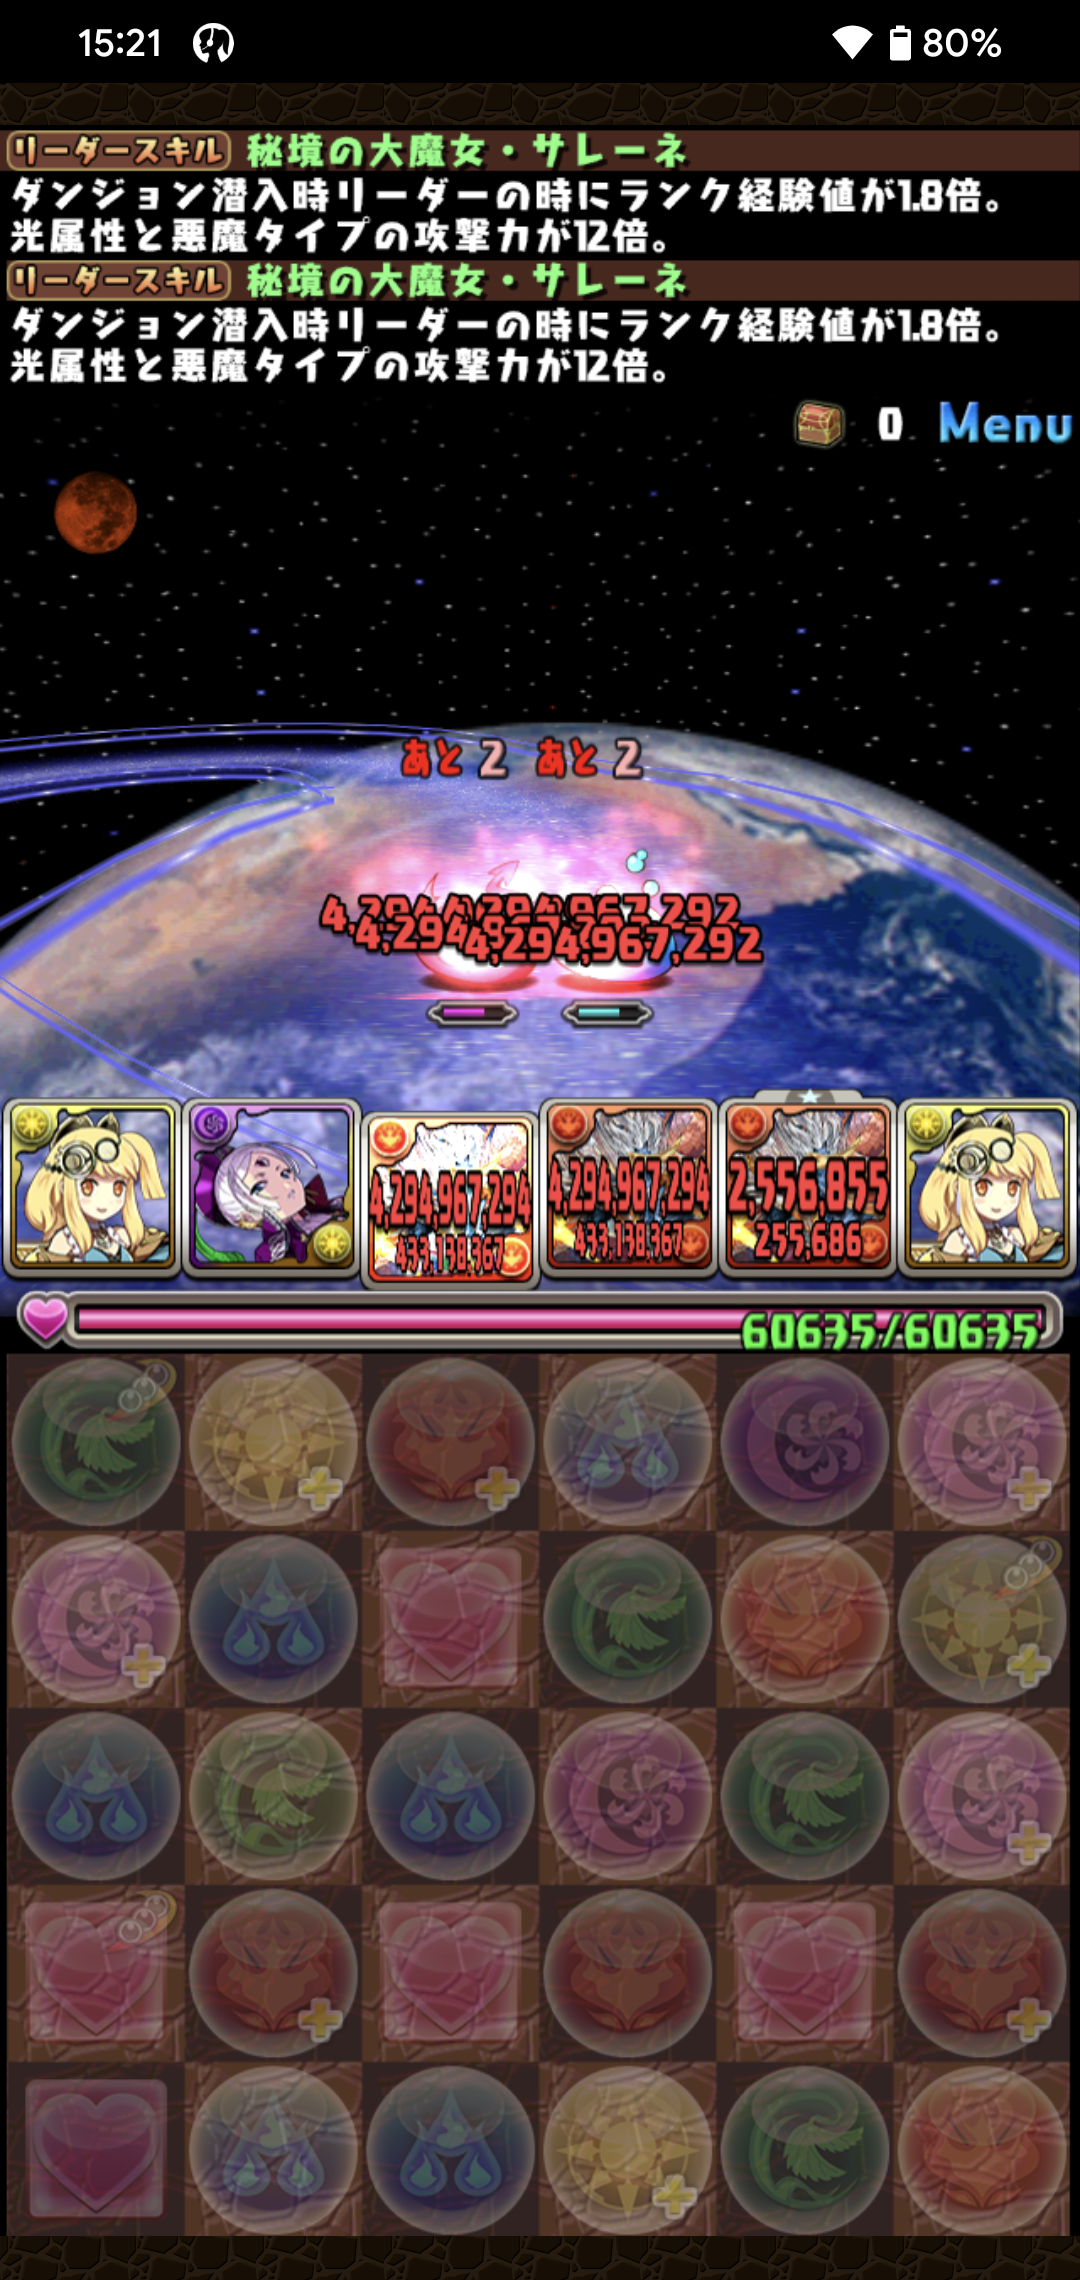 15:21
80%
リーダースキル 秘境の大魔女・サレーネ
ダンジョン潜入時リーダーの時にランク経験値が1.8倍。
光属性と悪魔タイプの攻撃力が12倍。
リーダースキル 秘境の大魔女・サレーネ
ダンジョン潜入時リーダーの時にランク経験値が1.8倍。
光属性と悪魔タイプの攻撃力が12倍。
0 Menu
あと 2 あと 2
4,294,967,292
4,294,967,294 4,294,967,294 2,556,855
433,138,367 433,138,367 255,686
60635/60635